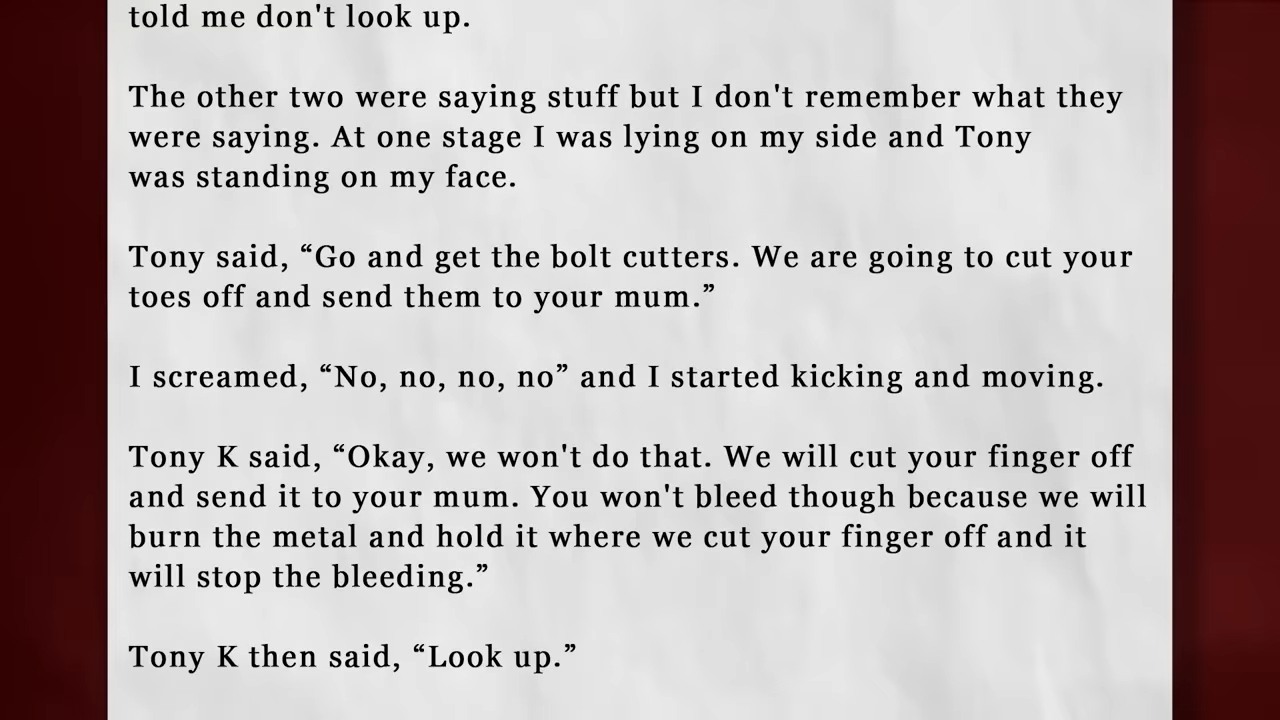 told me don't look up.
The other two were saying stuff but I don't remember what they
were saying. At one stage I was lying on my side and Tony
was standing on my face.
Tony said, “Go and get the bolt cutters. We are going to cut your
toes off and send them to your mum.”
I screamed, “No, no, no, no” and I started kicking and moving.
Tony K said, “Okay, we won't do that. We will cut your finger off
and send it to your mum. You won't bleed though because we will
burn the metal and hold it where we cut your finger off and it
will stop the bleeding.”
Tony K then said, “Look up.”